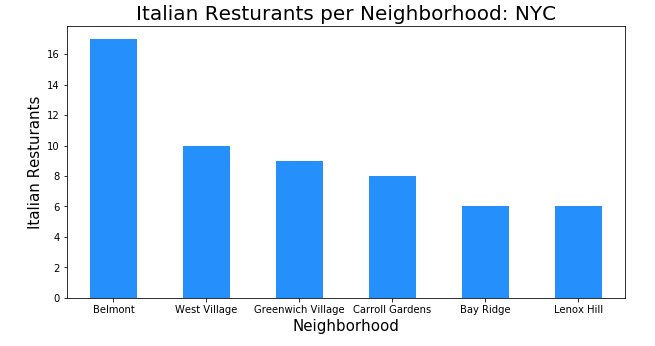 Italian Resturants per Neighborhood: NYC
Italian Resturants
16
14
12
10
8
6
4
2
0
Belmont West Village Greenwich Village Carroll Gardens Bay Ridge Lenox Hill
Neighborhood